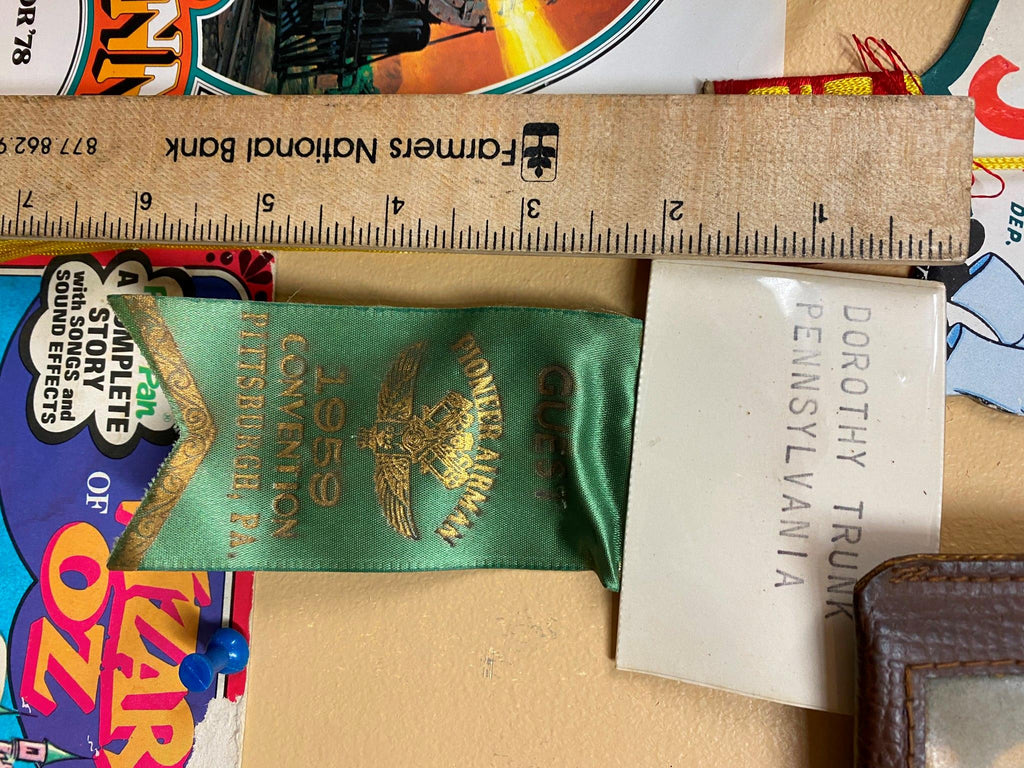 OR '78
Farmers National Bank
877.862.9
1
2
3
4
5
6
7
DEP.
DOROTHY TRUNK
PENNSYLVANIA
GUEST
PIONEER AIRMAN
1959
CONVENTION
PITTSBURGH, PA.
A COMPLETE
STORY
with SONGS and
SOUND EFFECTS
OF
OZ